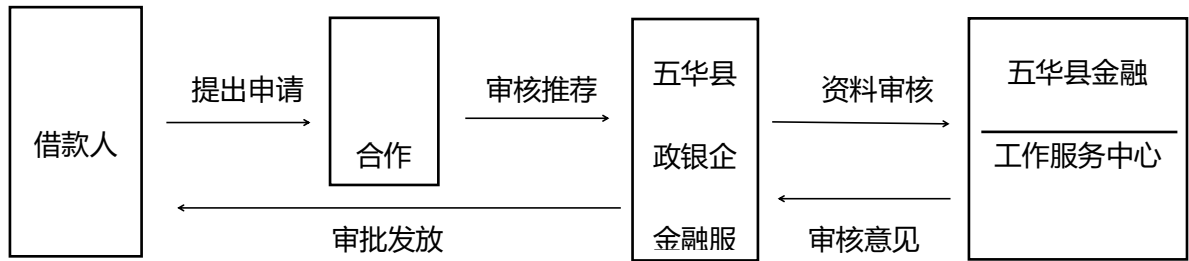 借款人
提出申请
合作
审核推荐
五华县
政银企
金融服
审批发放
资料审核
审核意见
五华县金融
工作服务中心